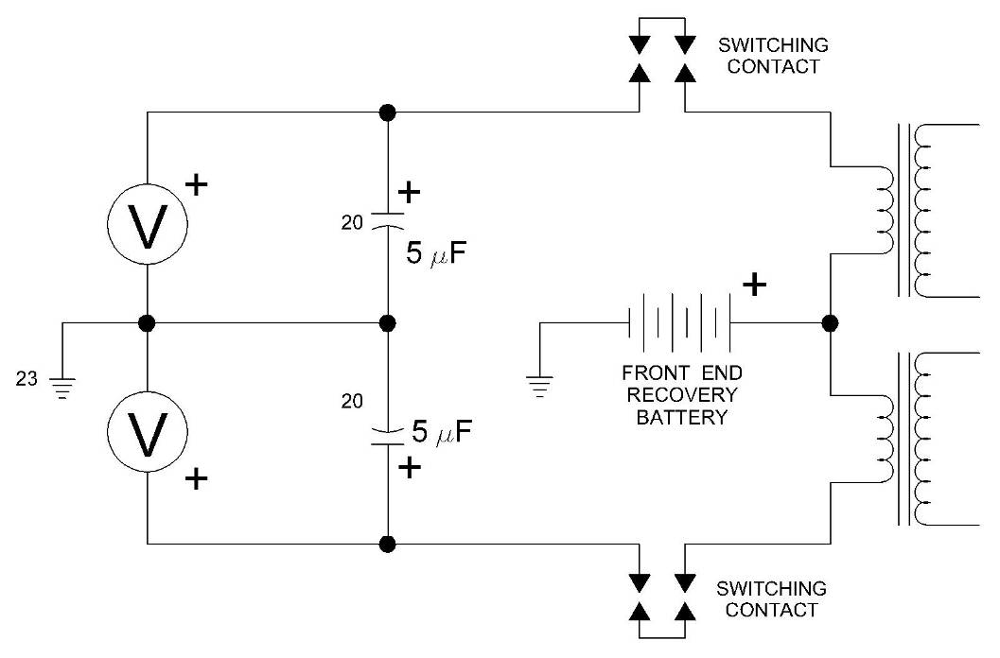 SWITCHING
CONTACT
+
V
+
20
5 μF
+
23
FRONT END
RECOVERY
BATTERY
20
5 μF
V
+
+
SWITCHING
CONTACT